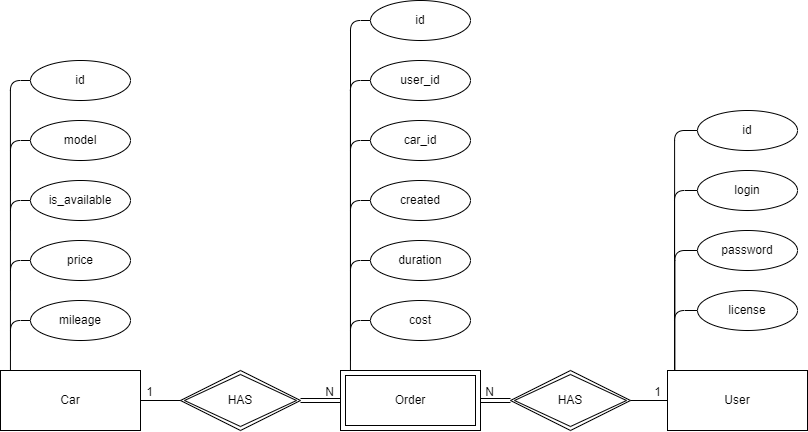 id
user_id
car_id
created
duration
cost
id
model
is_available
price
mileage
id
login
password
license
Car
1
HAS
N
Order
N
HAS
1
User